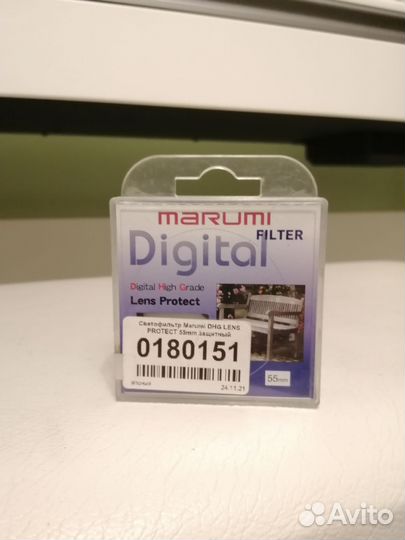 marumi
FILTER
Digital
Digital High Grade
Lens Protect
Светофильтр Marumi DHG LENS
PROTECT 55mm защитный
0180151
24.11.21
55mm
Avito